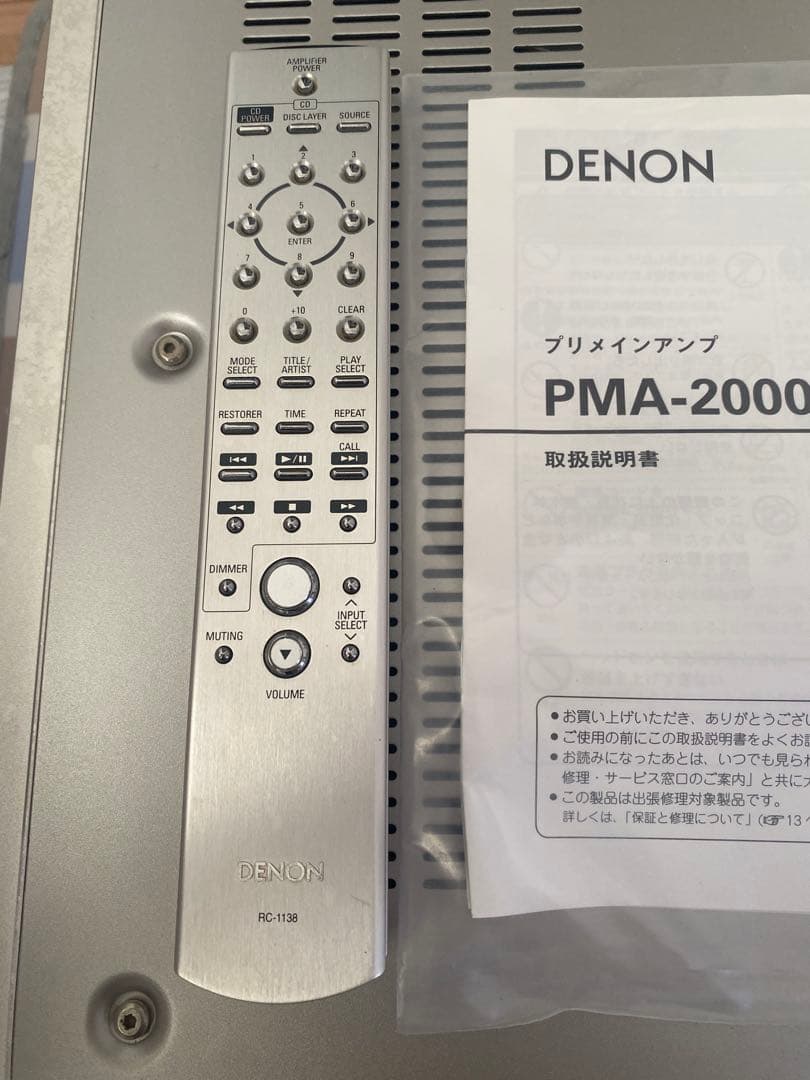 AMPLIFIER
POWER
CD
CD
POWER
DISC LAYER
SOURCE
1
2
3
4
5
6
ENTER
7
8
9
0
+10
CLEAR
MODE
SELECT
TITLE/
ARTIST
PLAY
SELECT
RESTORER
TIME
REPEAT
CALL
DIMMER
INPUT
SELECT
MUTING
VOLUME
DENON
RC-1138
DENON
プリメインアンプ
PMA-2000
取扱説明書
●お買い上げいただき、ありがとうござい
●ご使用の前にこの取扱説明書をよくお読
●お読みになったあとは、いつでも見られ
修理・サービス窓口のご案内」と共に大
●この製品は出張修理対象製品です。
詳しくは、「保証と修理について」(☞13ペ